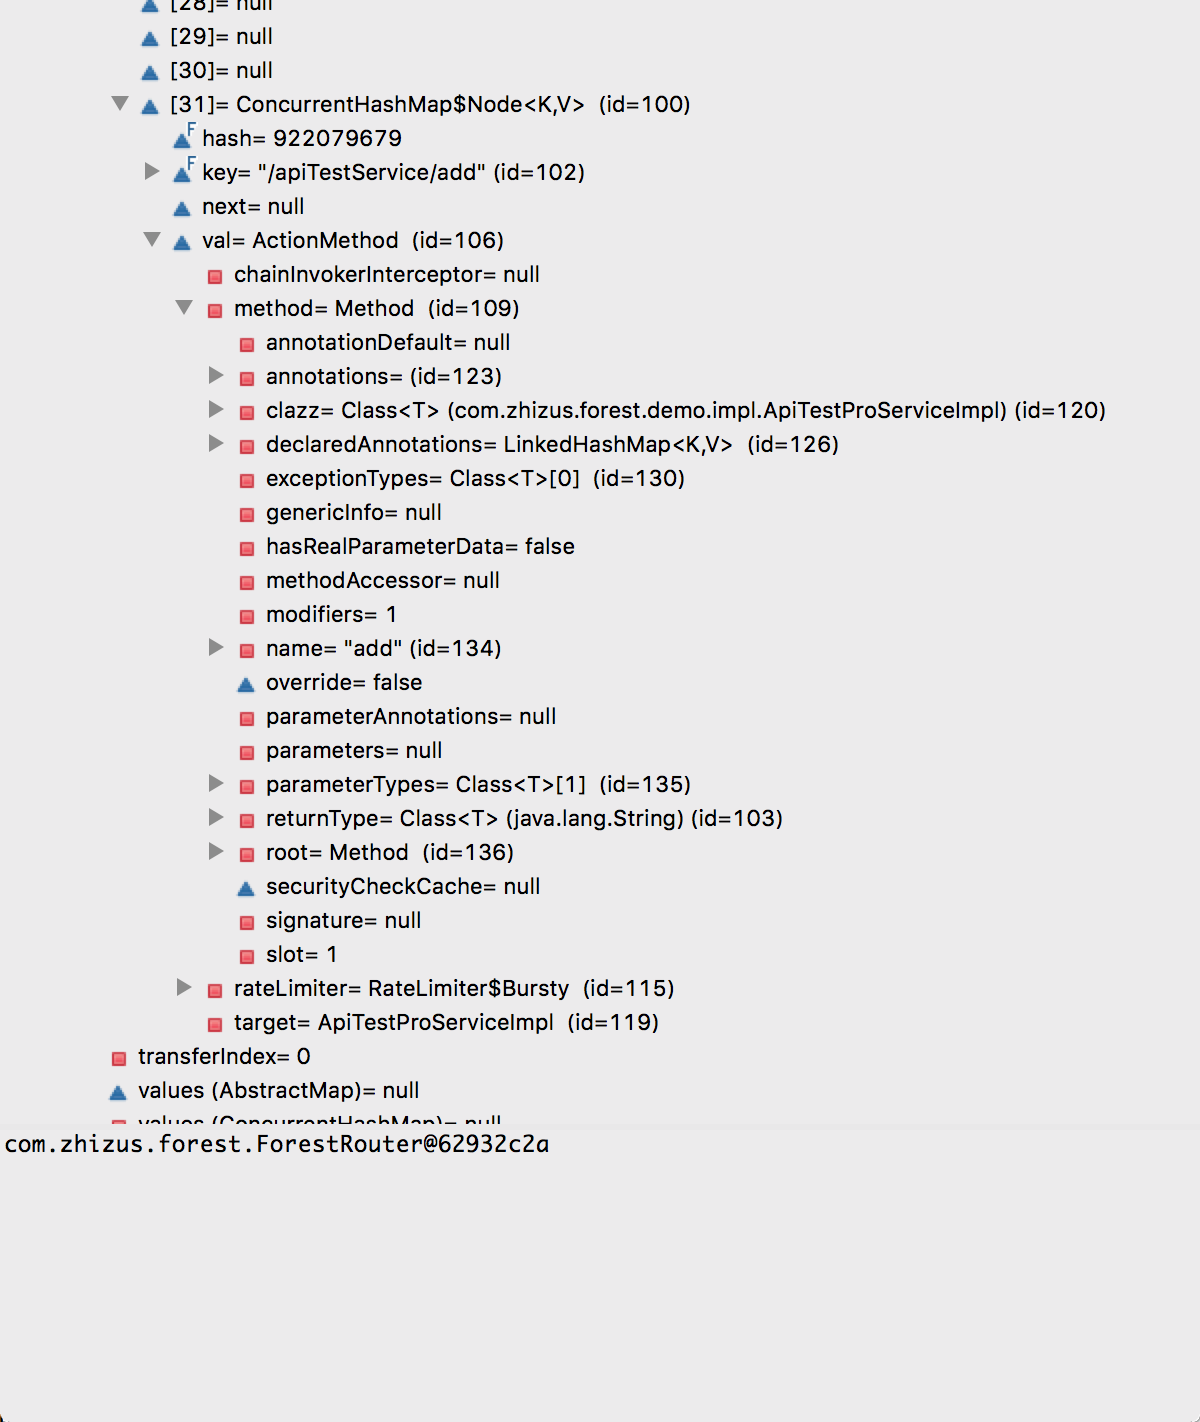 [28]= null
[29]= null
[30]= null
[31]= ConcurrentHashMap$Node<K,V> (id=100)
F hash= 922079679
F key= "/apiTestService/add" (id=102)
next= null
val= ActionMethod (id=106)
chainInvokerInterceptor= null
method= Method (id=109)
annotationDefault= null
annotations= (id=123)
clazz= Class<T> (com.zhizus.forest.demo.impl.ApiTestProServiceImpl) (id=120)
declaredAnnotations= LinkedHashMap<K,V> (id=126)
exceptionTypes= Class<T>[0] (id=130)
genericInfo= null
hasRealParameterData= false
methodAccessor= null
modifiers= 1
name= "add" (id=134)
override= false
parameterAnnotations= null
parameters= null
parameterTypes= Class<T>[1] (id=135)
returnType= Class<T> (java.lang.String) (id=103)
root= Method (id=136)
securityCheckCache= null
signature= null
slot= 1
rateLimiter= RateLimiter$Bursty (id=115)
target= ApiTestProServiceImpl (id=119)
transferIndex= 0
values (AbstractMap)= null
values (ConcurrentHashMap)= null
com.zhizus.forest.ForestRouter@62932c2a